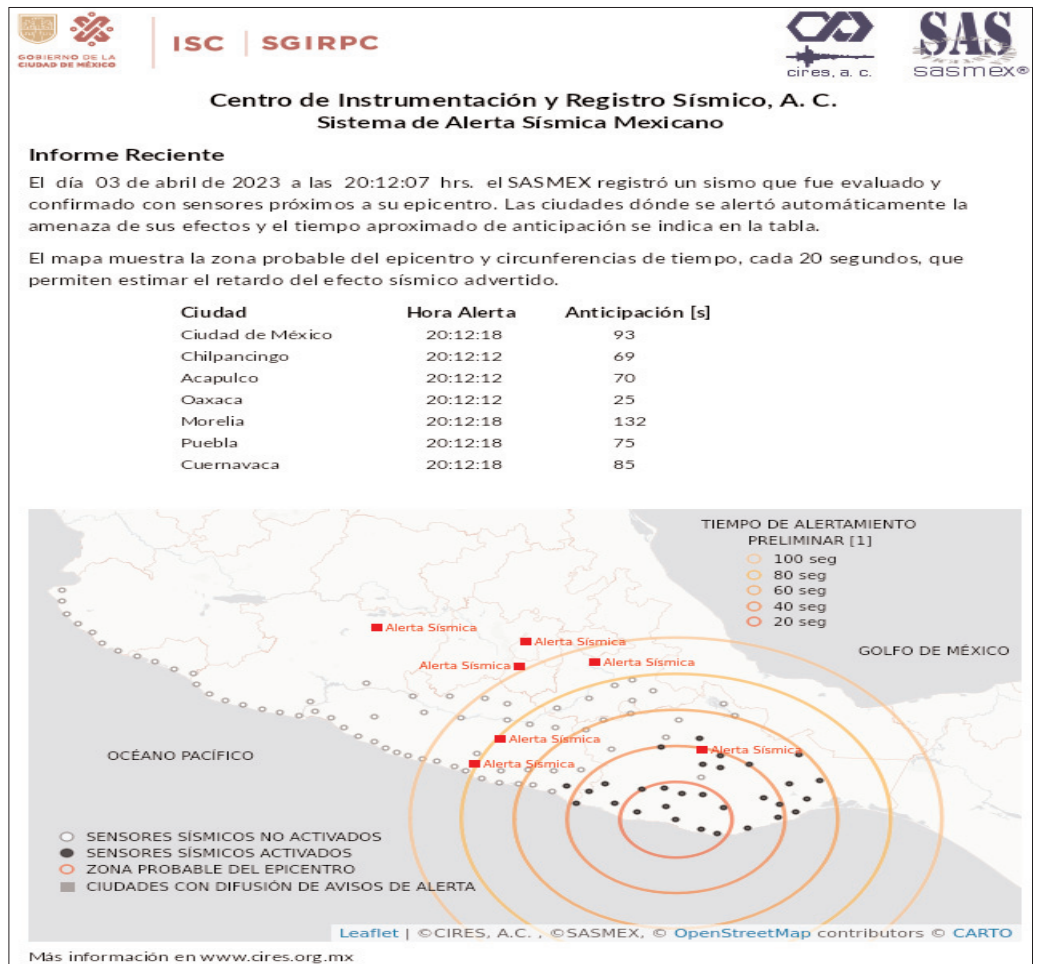 GOBIERNO DE LA
CIUDAD DE MÉXICO
ISC
SGIRPC
cires, a. c.
SAS
sasmex®
Centro de Instrumentación y Registro Sísmico, A. C.
Sistema de Alerta Sísmica Mexicano
Informe Reciente
El día 03 de abril de 2023 a las 20:12:07 hrs. el SASMEX registró un sismo que fue evaluado y
confirmado con sensores próximos a su epicentro. Las ciudades dónde se alertó automáticamente la
amenaza de sus efectos y el tiempo aproximado de anticipación se indica en la tabla.
El mapa muestra la zona probable del epicentro y circunferencias de tiempo, cada 20 segundos, que
permiten estimar el retardo del efecto sísmico advertido.
Ciudad Hora Alerta Anticipación [s]
Ciudad de México 20:12:18 93
Chilpancingo 20:12:12 69
Acapulco 20:12:12 70
Oaxaca 20:12:12 25
Morelia 20:12:18 132
Puebla 20:12:18 75
Cuernavaca 20:12:18 85
TIEMPO DE ALERTAMIENTO
PRELIMINAR [1]
100 seg
80 seg
60 seg
40 seg
20 seg
GOLFO DE MÉXICO
Alerta Sísmica
Alerta Sísmica
Alerta Sísmica
Alerta Sísmica
Alerta Sísmica
Alerta Sísmica
Alerta Sísmica
OCÉANO PACÍFICO
SENSORES SÍSMICOS NO ACTIVADOS
SENSORES SÍSMICOS ACTIVADOS
ZONA PROBABLE DEL EPICENTRO
CIUDADES CON DIFUSIÓN DE AVISOS DE ALERTA
Leaflet | ©CIRES, A.C. , ©SASMEX, © OpenStreetMap contributors © CARTO
Más información en www.cires.org.mx